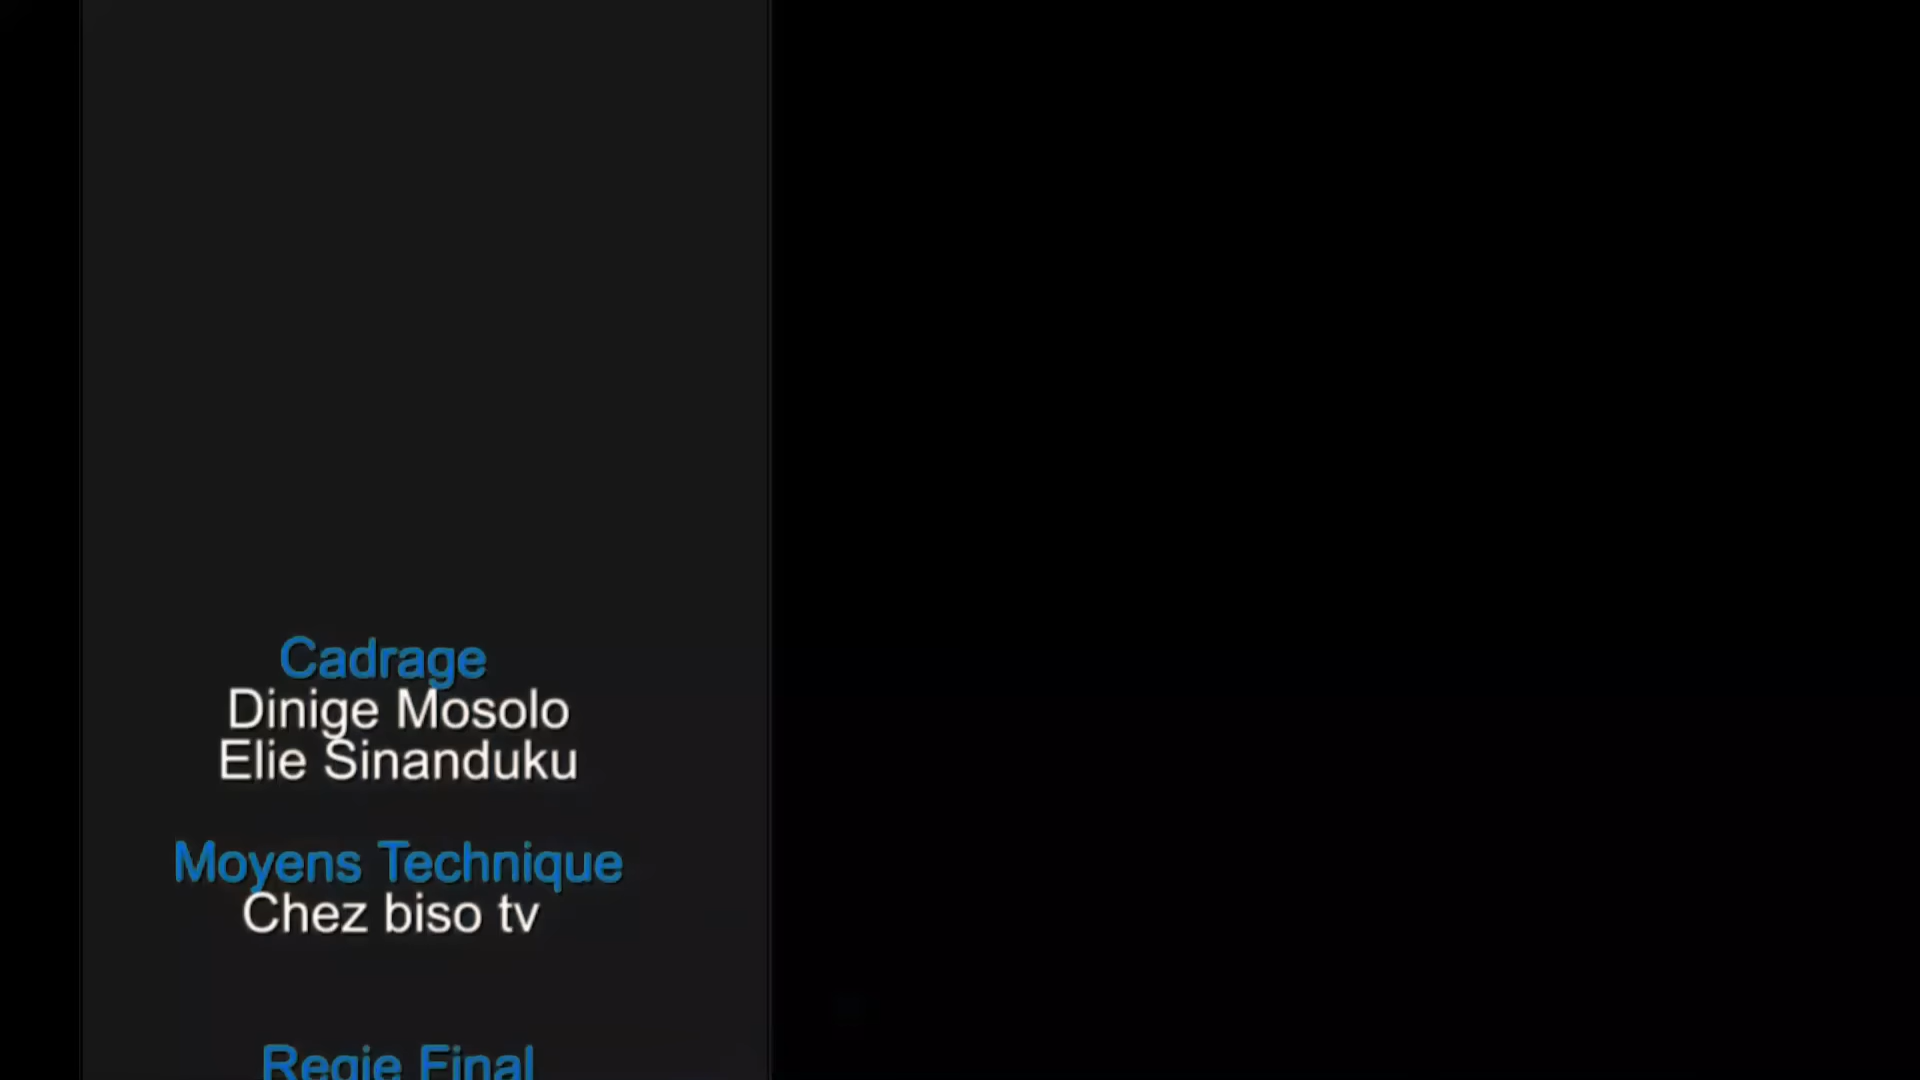 Cadrage
Dinige Mosolo
Elie Sinanduku
Moyens Technique
Chez biso tv
Regie Final